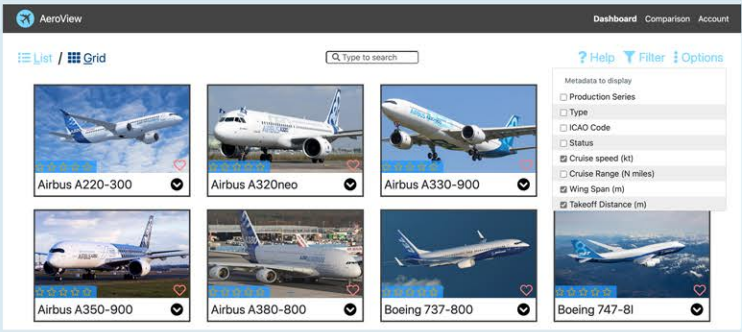 AeroView
Dashboard Comparison Account
List / Grid
Type to search
? Help Filter Options
Metadata to display
Production Series
Type
ICAO Code
Status
Cruise speed (kt)
Cruise Range (N miles)
Wing Span (m)
Takeoff Distance (m)
Airbus A220-300
Airbus A320neo
Airbus A330-900
Airbus A350-900
Airbus A380-800
Boeing 737-800
Boeing 747-8I